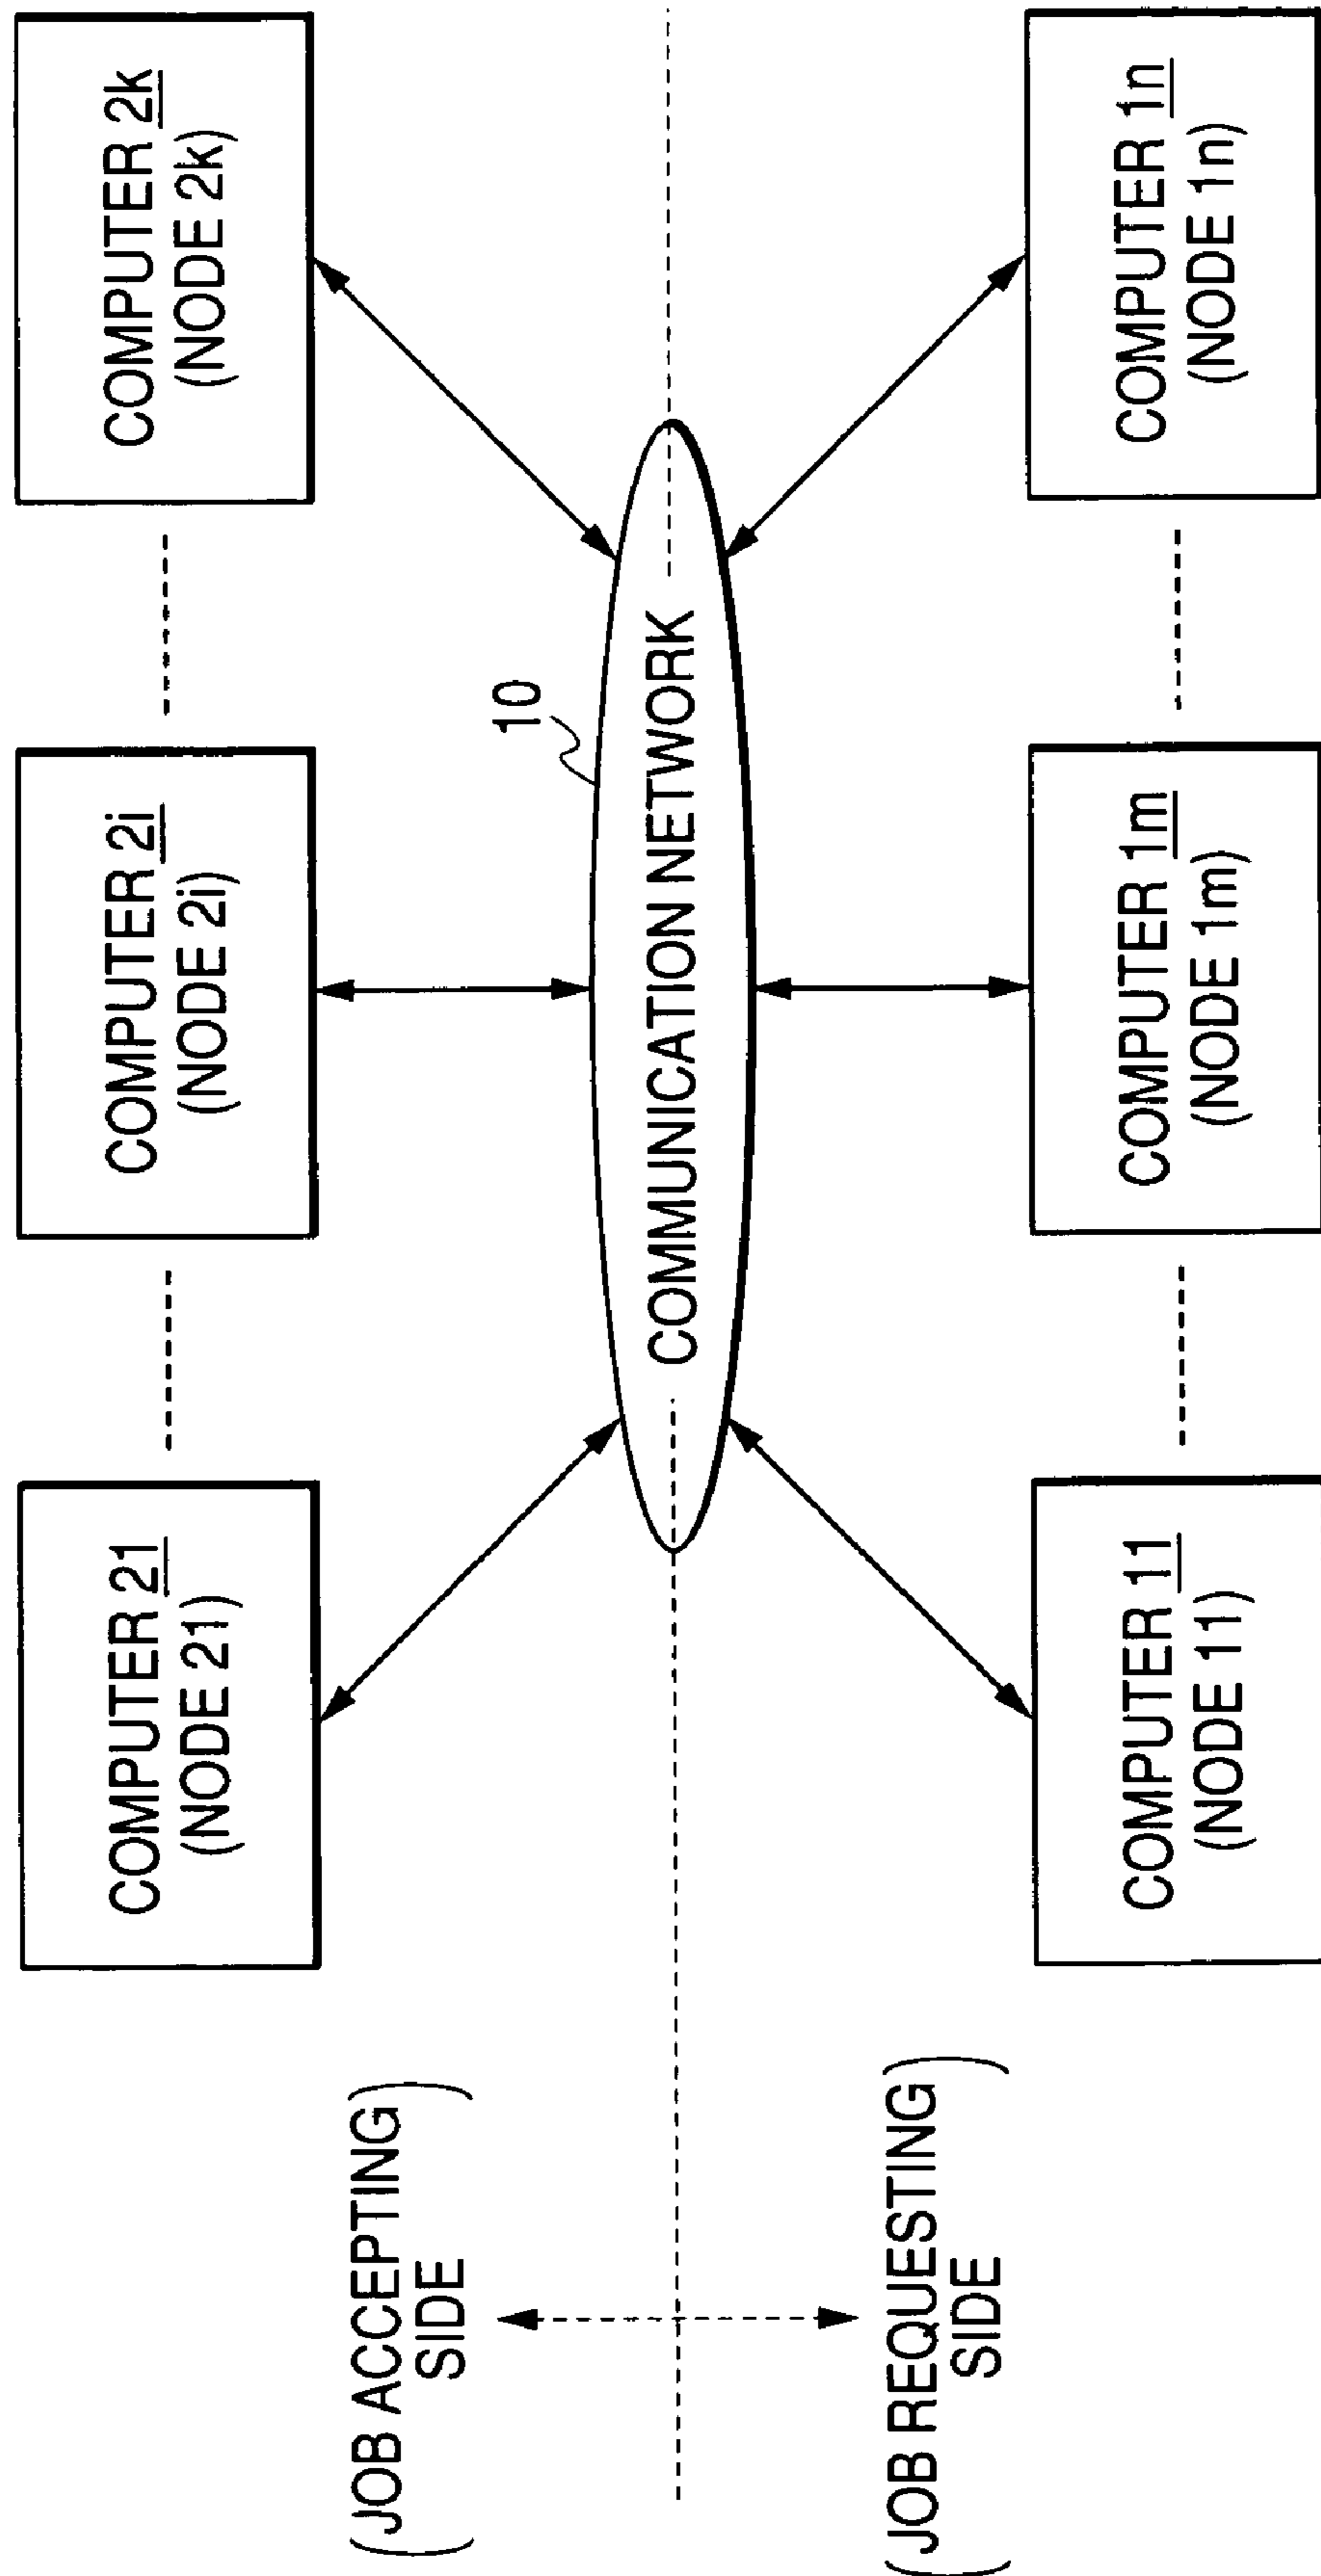 COMPUTER 21
(NODE 21)
COMPUTER 2i
(NODE 2i)
COMPUTER 2k
(NODE 2k)
(JOB ACCEPTING
SIDE)
10
COMMUNICATION NETWORK
(JOB REQUESTING
SIDE)
COMPUTER 11
(NODE 11)
COMPUTER 1m
(NODE 1m)
COMPUTER 1n
(NODE 1n)